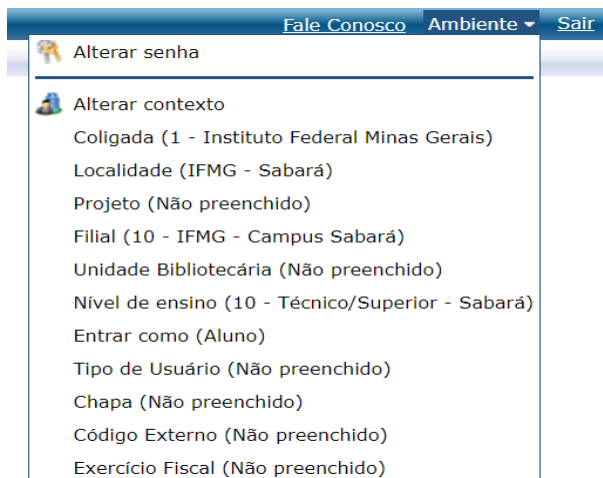 Fale Conosco Ambiente Sair
Alterar senha
Alterar contexto
Coligada (1 - Instituto Federal Minas Gerais)
Localidade (IFMG - Sabará)
Projeto (Não preenchido)
Filial (10 - IFMG - Campus Sabará)
Unidade Bibliotecária (Não preenchido)
Nível de ensino (10 - Técnico/Superior - Sabará)
Entrar como (Aluno)
Tipo de Usuário (Não preenchido)
Chapa (Não preenchido)
Código Externo (Não preenchido)
Exercício Fiscal (Não preenchido)